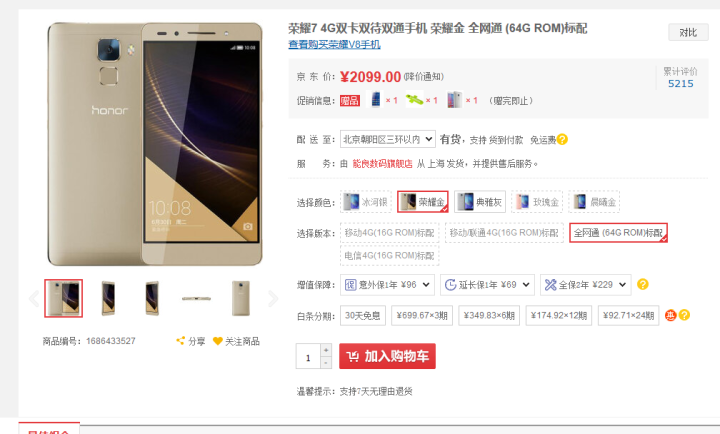 荣耀7 4G双卡双待双通手机 荣耀金 全网通 (64G ROM)标配
查看购买荣耀V8手机
对比
京 东 价: ¥2099.00 (降价通知)
累计评价
5215
促销信息: 赠品 × 1 × 1 × 1 (赠完即止)
配 送 至: 北京朝阳区三环以内 有货, 支持 货到付款 免运费 ?
服 务: 由 能良数码旗舰店 从 上海 发货, 并提供售后服务。
选择颜色: 冰河银 荣耀金 典雅灰 玫瑰金 晨曦金
选择版本: 移动4G(16G ROM)标配 移动/联通4G(16G ROM)标配 全网通 (64G ROM)标配
电信4G(16G ROM)标配
增值保障: 意外保1年 ¥96 延长保1年 ¥69 全保2年 ¥229 ?
白条分期: 30天免息 ¥699.67×3期 ¥349.83×6期 ¥174.92×12期 ¥92.71×24期 惠 ?
honor
10:08
商品编号: 1686433527 分享 关注商品
1 + - 加入购物车
温馨提示: 支持7天无理由退货